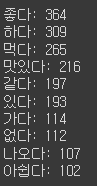 좋다: 364
하다: 309
먹다: 265
맛있다: 216
같다: 197
있다: 193
가다: 114
없다: 112
나오다: 107
아쉽다: 102